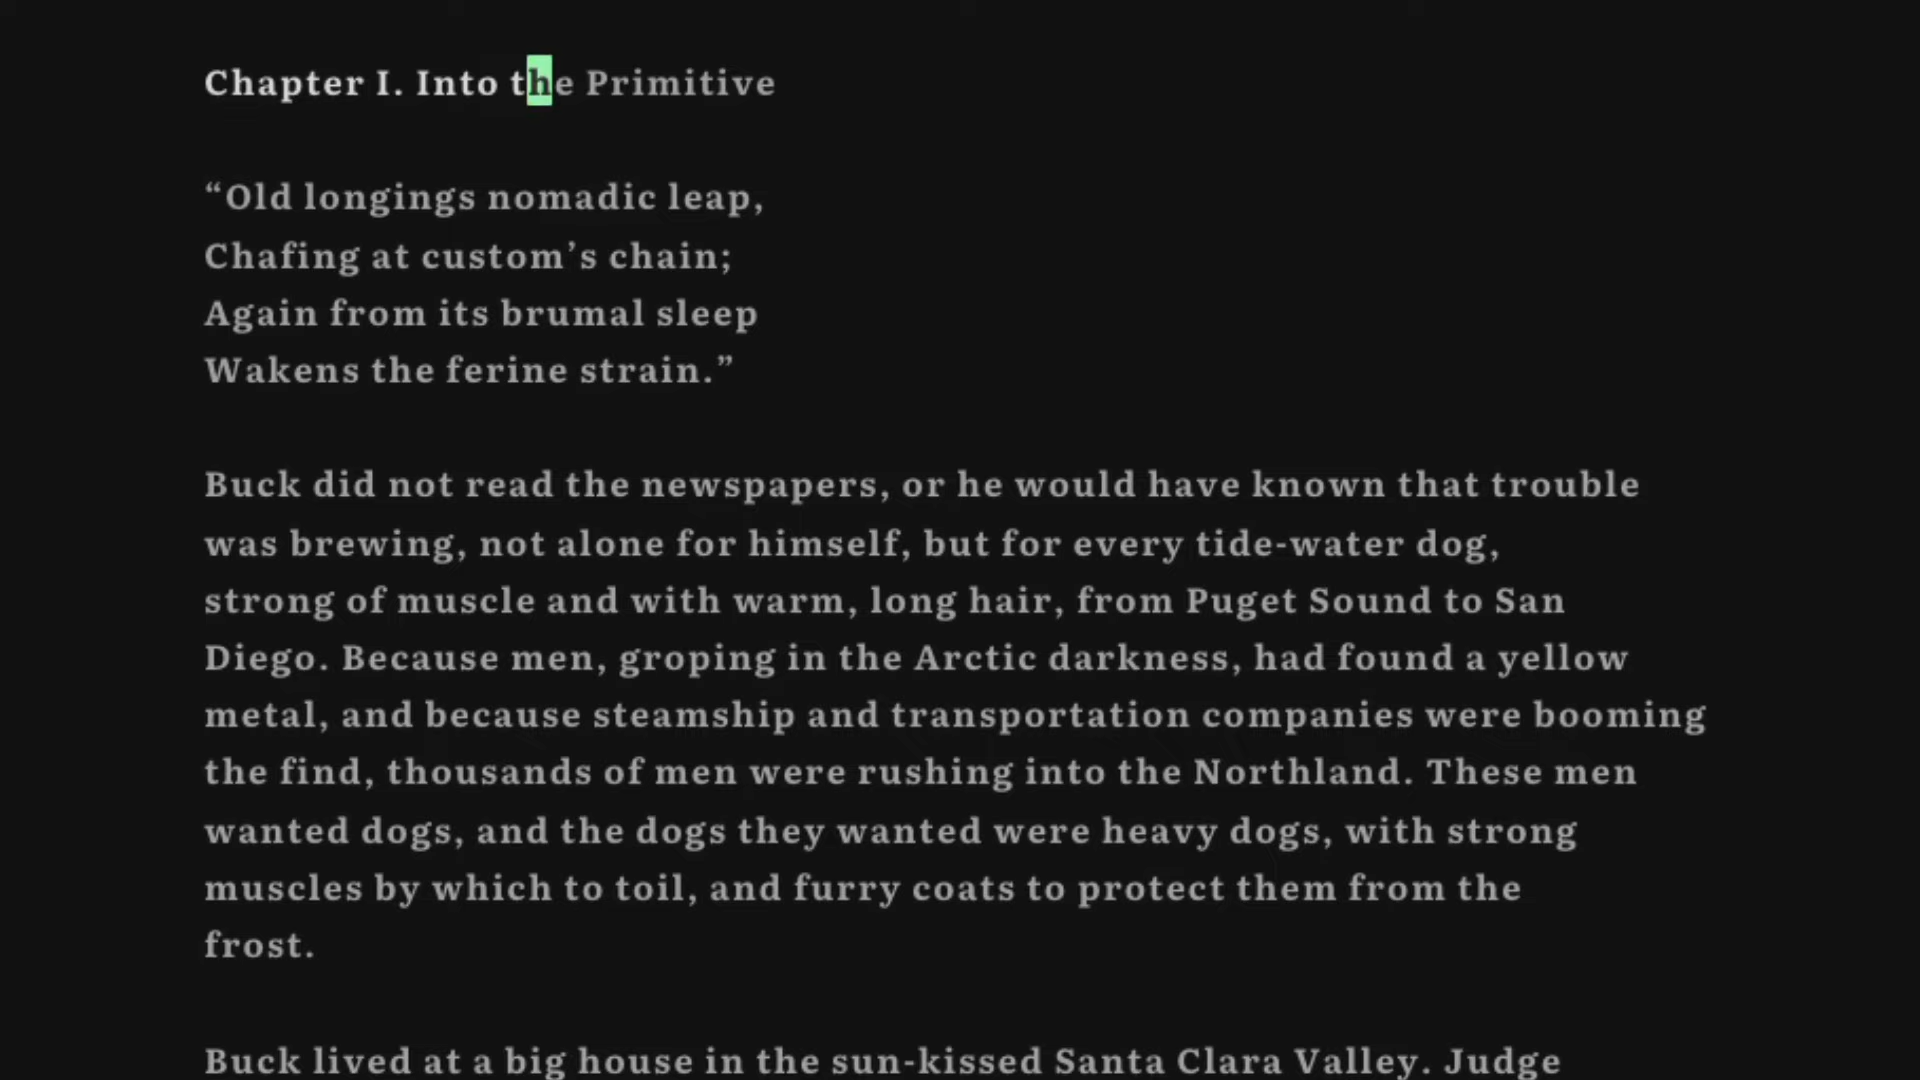 Chapter I. Into the Primitive
“Old longings nomadic leap,
Chafing at custom’s chain;
Again from its brumal sleep
Wakens the ferine strain.”
Buck did not read the newspapers, or he would have known that trouble
was brewing, not alone for himself, but for every tide-water dog,
strong of muscle and with warm, long hair, from Puget Sound to San
Diego. Because men, groping in the Arctic darkness, had found a yellow
metal, and because steamship and transportation companies were booming
the find, thousands of men were rushing into the Northland. These men
wanted dogs, and the dogs they wanted were heavy dogs, with strong
muscles by which to toil, and furry coats to protect them from the
frost.
Buck lived at a big house in the sun-kissed Santa Clara Valley. Judge